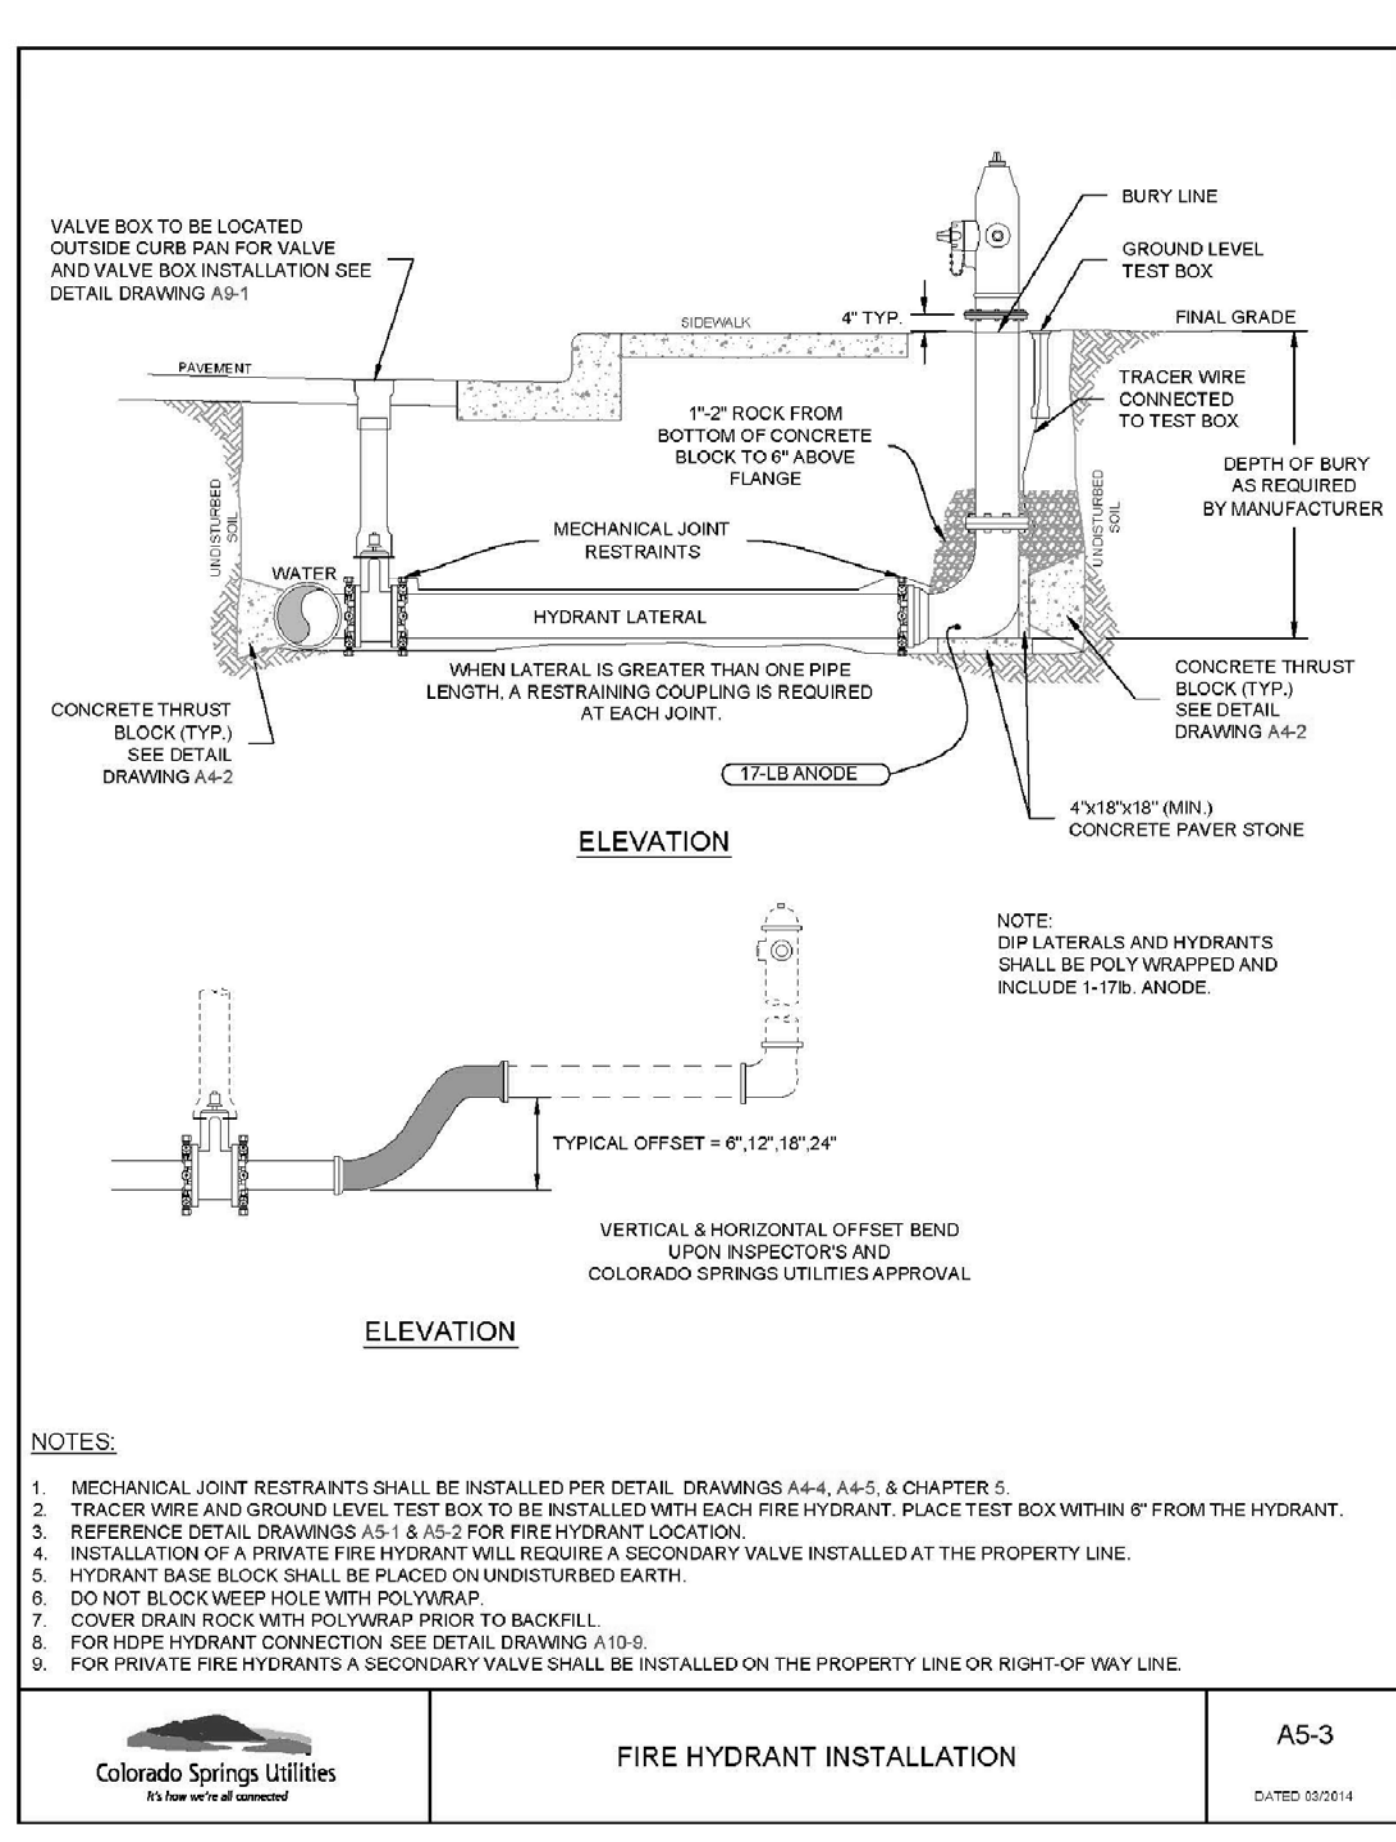 VALVE BOX TO BE LOCATED
OUTSIDE CURB PAN FOR VALVE
AND VALVE BOX INSTALLATION SEE
DETAIL DRAWING A9-1
BURY LINE
GROUND LEVEL
TEST BOX
4" TYP.
SIDEWALK
FINAL GRADE
PAVEMENT
TRACER WIRE
CONNECTED
TO TEST BOX
1"-2" ROCK FROM
BOTTOM OF CONCRETE
BLOCK TO 6" ABOVE
FLANGE
DEPTH OF BURY
AS REQUIRED
BY MANUFACTURER
UNDISTURBED
SOIL
UNDISTURBED
SOIL
MECHANICAL JOINT
RESTRAINTS
WATER
HYDRANT LATERAL
WHEN LATERAL IS GREATER THAN ONE PIPE
LENGTH, A RESTRAINING COUPLING IS REQUIRED
AT EACH JOINT.
CONCRETE THRUST
BLOCK (TYP.)
SEE DETAIL
DRAWING A4-2
CONCRETE THRUST
BLOCK (TYP.)
SEE DETAIL
DRAWING A4-2
17-LB ANODE
4"x18"x18" (MIN.)
CONCRETE PAVER STONE
ELEVATION
NOTE:
DIP LATERALS AND HYDRANTS
SHALL BE POLY WRAPPED AND
INCLUDE 1-17lb. ANODE.
TYPICAL OFFSET = 6",12",18",24"
VERTICAL & HORIZONTAL OFFSET BEND
UPON INSPECTOR'S AND
COLORADO SPRINGS UTILITIES APPROVAL
ELEVATION
NOTES:
1. MECHANICAL JOINT RESTRAINTS SHALL BE INSTALLED PER DETAIL DRAWINGS A4-4, A4-5, & CHAPTER 5.
2. TRACER WIRE AND GROUND LEVEL TEST BOX TO BE INSTALLED WITH EACH FIRE HYDRANT. PLACE TEST BOX WITHIN 6" FROM THE HYDRANT.
3. REFERENCE DETAIL DRAWINGS A5-1 & A5-2 FOR FIRE HYDRANT LOCATION.
4. INSTALLATION OF A PRIVATE FIRE HYDRANT WILL REQUIRE A SECONDARY VALVE INSTALLED AT THE PROPERTY LINE.
5. HYDRANT BASE BLOCK SHALL BE PLACED ON UNDISTURBED EARTH.
6. DO NOT BLOCK WEEP HOLE WITH POLYWRAP.
7. COVER DRAIN ROCK WITH POLYWRAP PRIOR TO BACKFILL.
8. FOR HDPE HYDRANT CONNECTION SEE DETAIL DRAWING A10-9.
9. FOR PRIVATE FIRE HYDRANTS A SECONDARY VALVE SHALL BE INSTALLED ON THE PROPERTY LINE OR RIGHT-OF WAY LINE.
Colorado Springs Utilities
It's how we're all connected
FIRE HYDRANT INSTALLATION
A5-3
DATED 03/2014